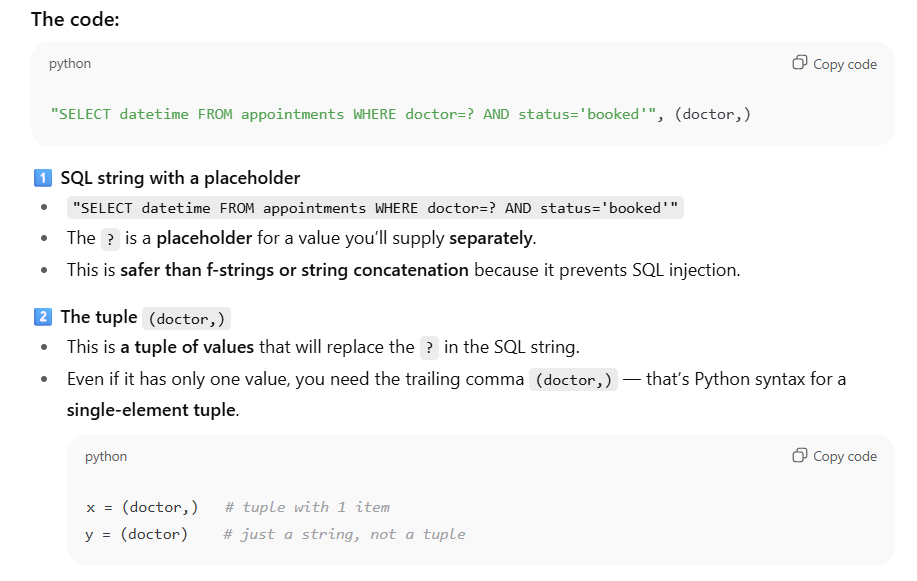 The code:
python
Copy code
"SELECT datetime FROM appointments WHERE doctor=? AND status='booked'", (doctor,)
1 SQL string with a placeholder
• "SELECT datetime FROM appointments WHERE doctor=? AND status='booked'"
• The ? is a placeholder for a value you’ll supply separately.
• This is safer than f-strings or string concatenation because it prevents SQL injection.
2 The tuple (doctor,)
• This is a tuple of values that will replace the ? in the SQL string.
• Even if it has only one value, you need the trailing comma (doctor,) — that’s Python syntax for a
single-element tuple.
python
Copy code
x = (doctor,)   # tuple with 1 item
y = (doctor)    # just a string, not a tuple